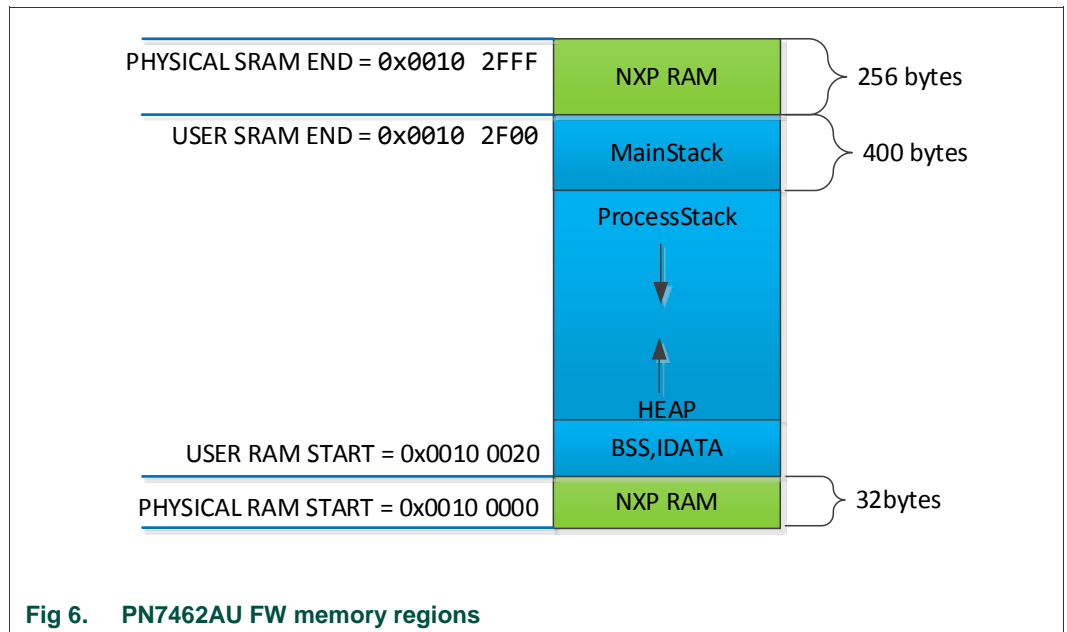 PHYSICAL SRAM END = 0x0010 2FFF
NXP RAM
256 bytes
USER SRAM END = 0x0010 2F00
MainStack
400 bytes
ProcessStack
HEAP
USER RAM START = 0x0010 0020
BSS,IDATA
PHYSICAL RAM START = 0x0010 0000
NXP RAM
32bytes
Fig 6. PN7462AU FW memory regions